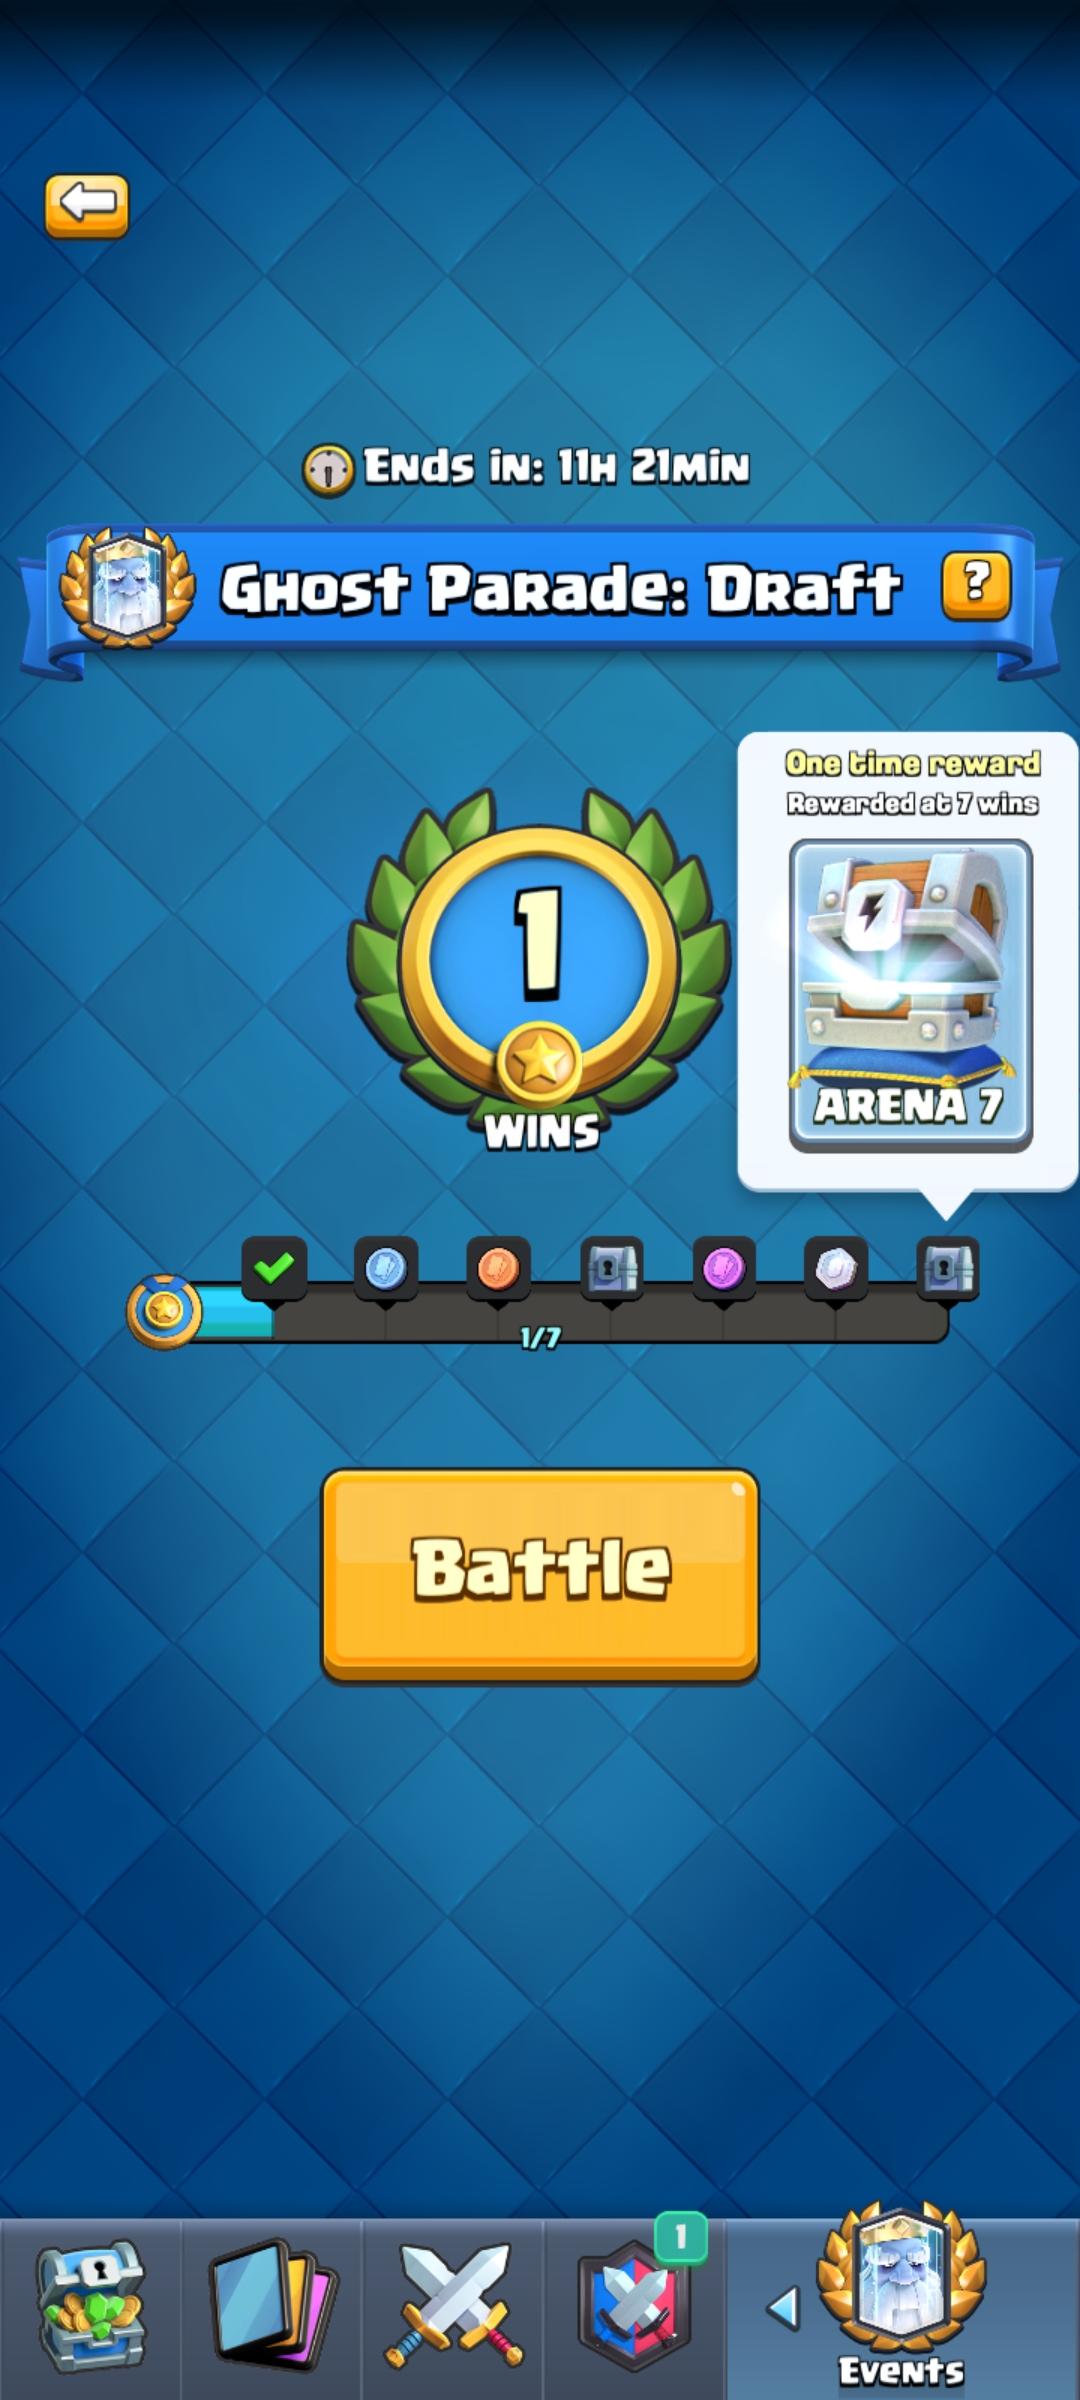 Ends in: 11h 21min
Ghost Parade: Draft
?
One time reward
Rewarded at 7 wins
1
ARENA 7
WINS
1/7
Battle
1
Events